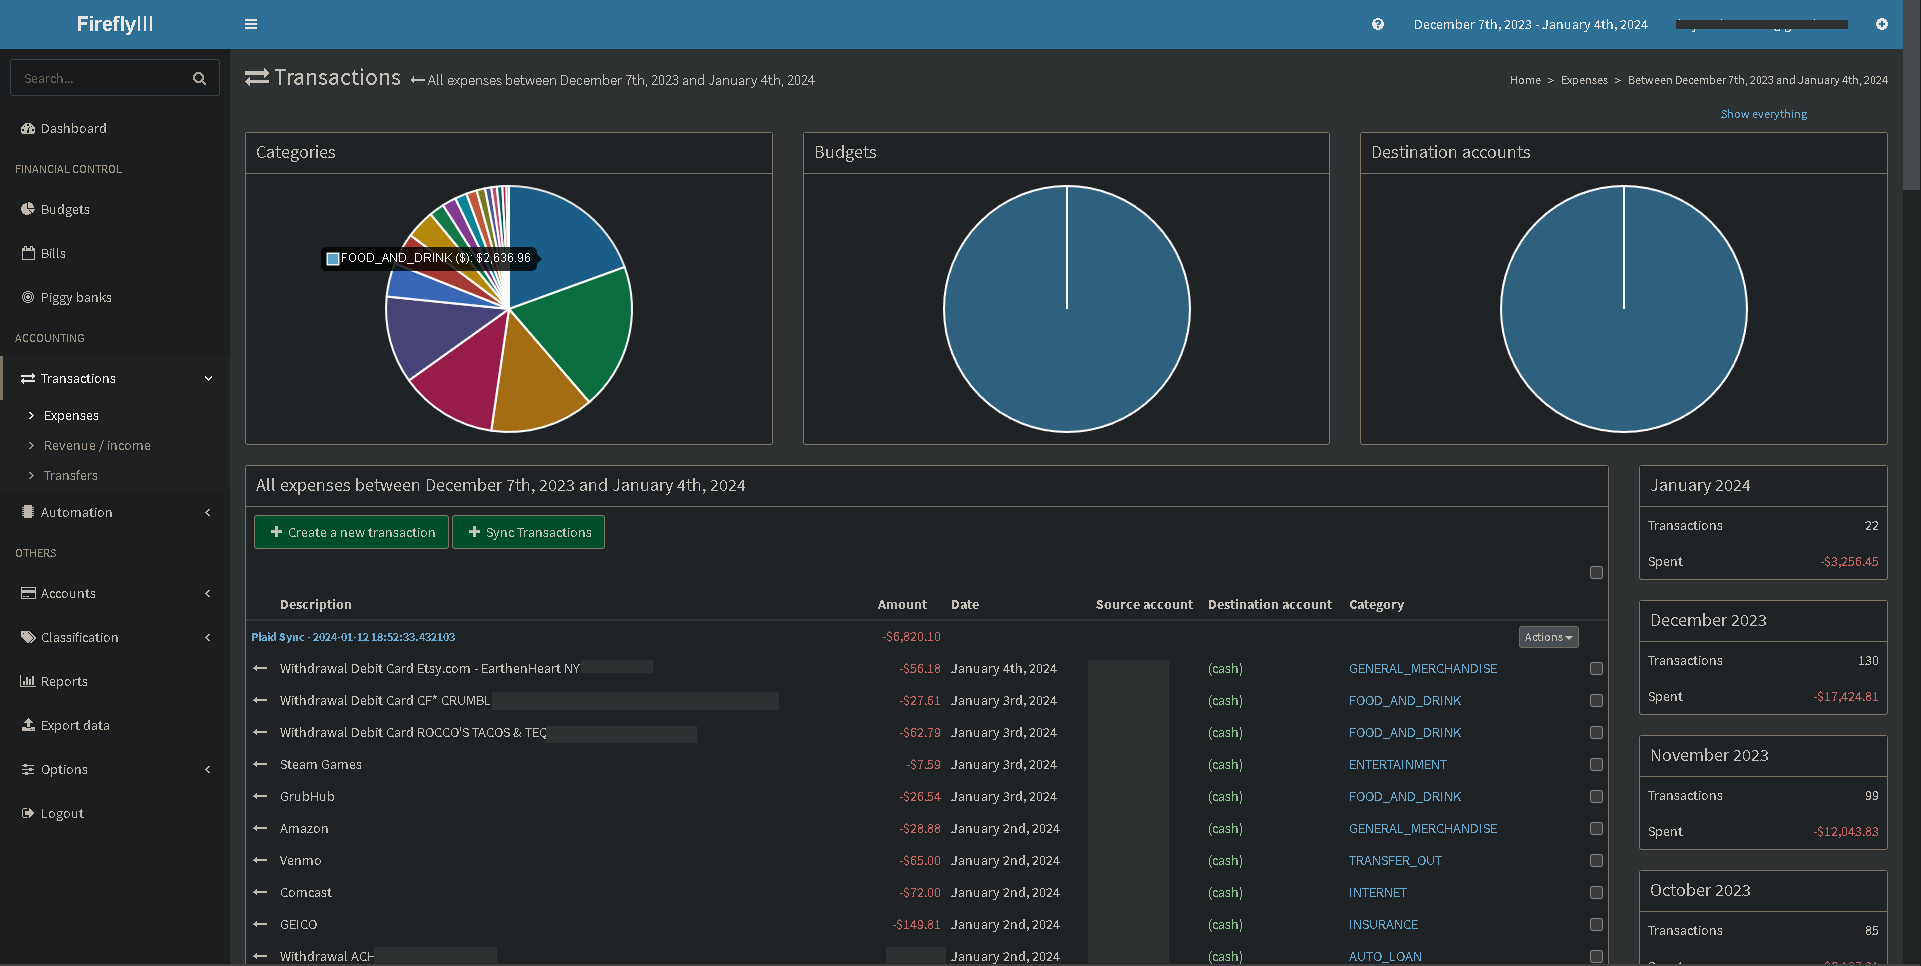 FireflyIII
December 7th, 2023 - January 4th, 2024
Search...
Dashboard
FINANCIAL CONTROL
Budgets
Bills
Piggy banks
ACCOUNTING
Transactions
Expenses
Revenue / income
Transfers
Automation
OTHERS
Accounts
Classification
Reports
Export data
Options
Logout
Transactions All expenses between December 7th, 2023 and January 4th, 2024
Home > Expenses > Between December 7th, 2023 and January 4th, 2024
Show everything
Categories
FOOD_AND_DRINK ($): $2,636.96
Budgets
Destination accounts
All expenses between December 7th, 2023 and January 4th, 2024
Create a new transaction
Sync Transactions
Description Amount Date Source account Destination account Category
Plaid Sync - 2024-01-12 18:52:33.432103 -$6,820.10 Actions
Withdrawal Debit Card Etsy.com - EarthenHeart NY -$56.18 January 4th, 2024 (cash) GENERAL_MERCHANDISE
Withdrawal Debit Card CF* CRUMBL -$27.61 January 3rd, 2024 (cash) FOOD_AND_DRINK
Withdrawal Debit Card ROCCO'S TACOS & TEQ -$62.79 January 3rd, 2024 (cash) FOOD_AND_DRINK
Steam Games -$7.59 January 3rd, 2024 (cash) ENTERTAINMENT
GrubHub -$26.54 January 3rd, 2024 (cash) FOOD_AND_DRINK
Amazon -$28.88 January 2nd, 2024 (cash) GENERAL_MERCHANDISE
Venmo -$65.00 January 2nd, 2024 (cash) TRANSFER_OUT
Comcast -$72.00 January 2nd, 2024 (cash) INTERNET
GEICO -$149.81 January 2nd, 2024 (cash) INSURANCE
Withdrawal ACH January 2nd, 2024 (cash) AUTO_LOAN
January 2024
Transactions 22
Spent -$3,256.45
December 2023
Transactions 130
Spent -$17,424.81
November 2023
Transactions 99
Spent -$12,043.83
October 2023
Transactions 85